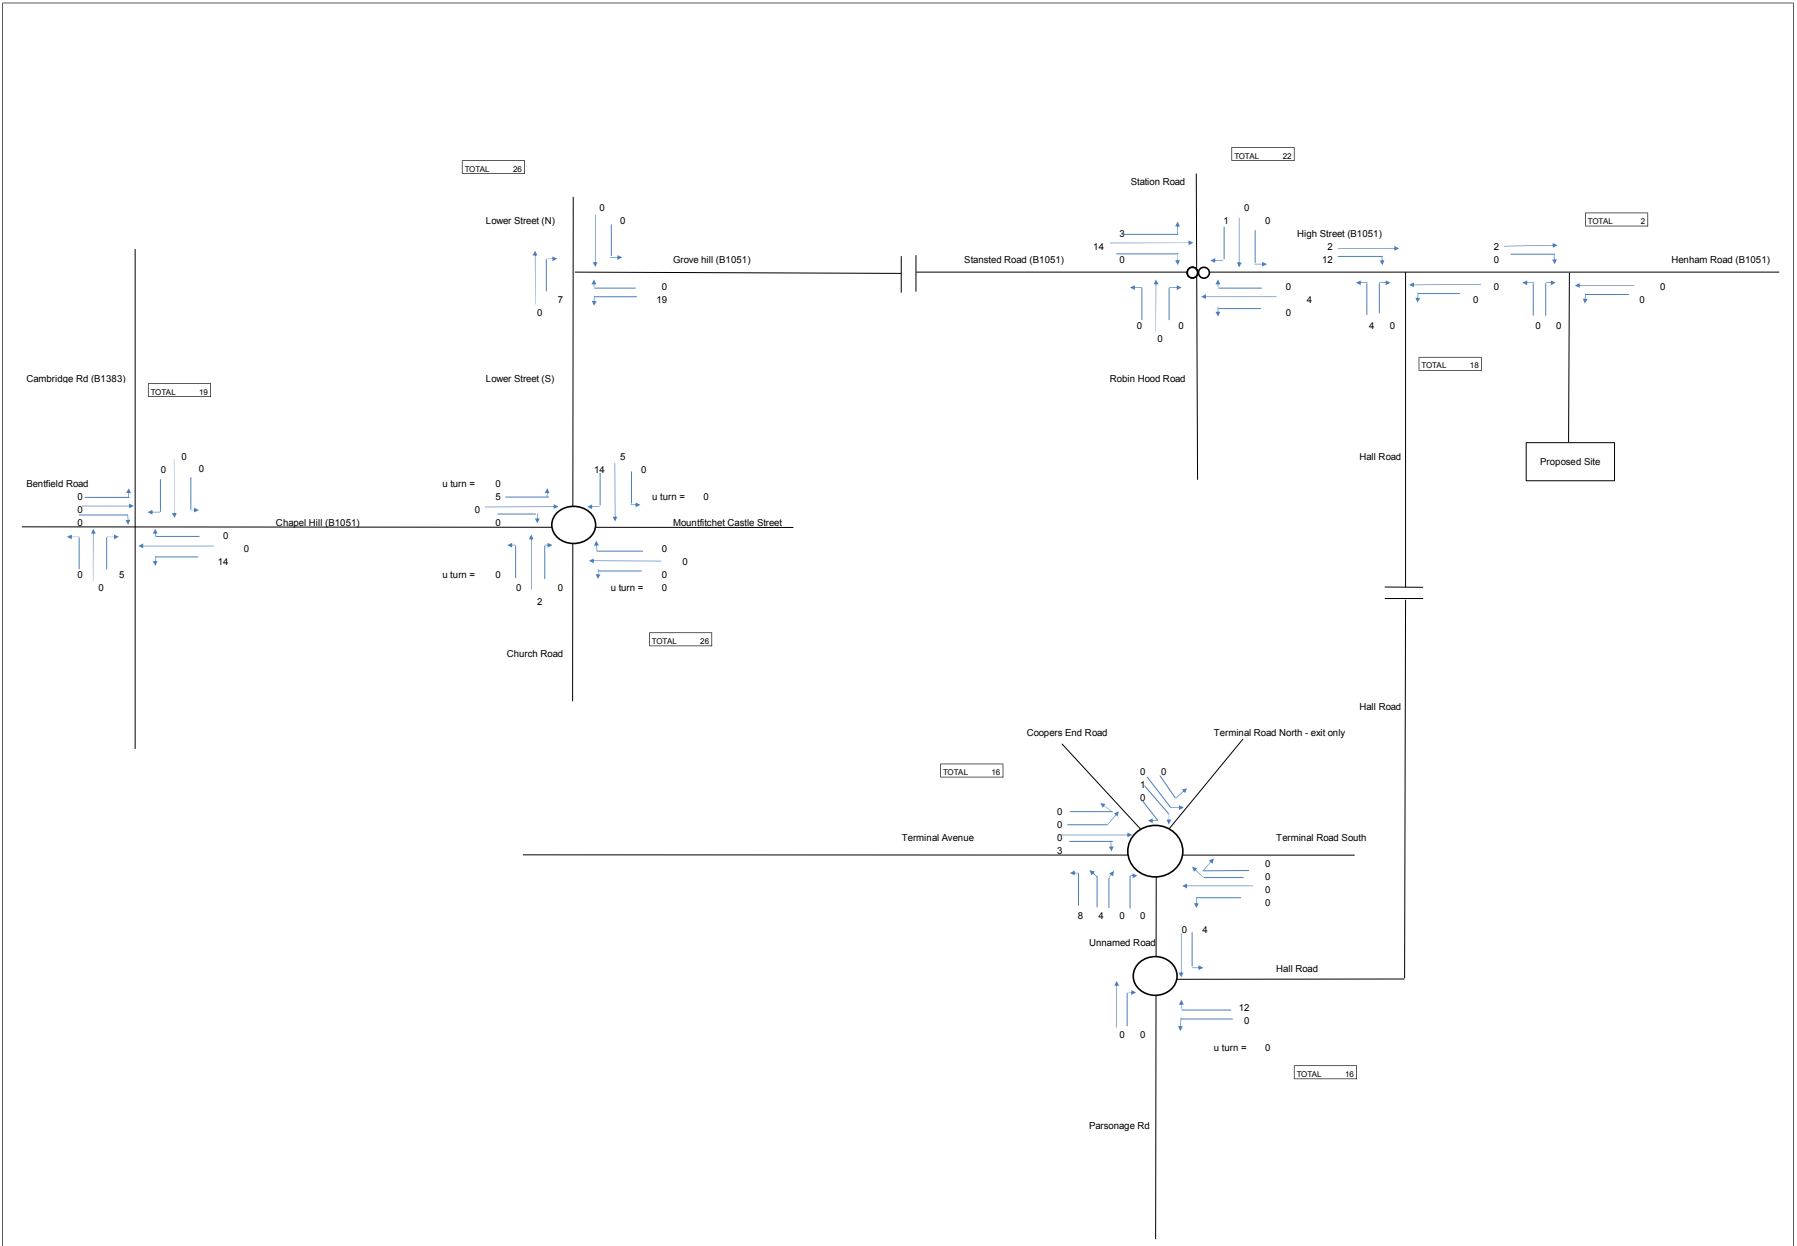 TOTAL 22
TOTAL 26
Station Road
0
0
1 0
Lower Street (N)
0
TOTAL 2
3
High Street (B1051)
14
2
2
Grove hill (B1051)
Stansted Road (B1051)
0
12
0
Henham Road (B1051)
0
0
0
0
7
19
4
0
0
0
0
0
0
0
4 0
0 0
0
TOTAL 18
Cambridge Rd (B1383)
Lower Street (S)
Robin Hood Road
TOTAL 19
0
5
Hall Road
Proposed Site
0
0
14
0
Bentfield Road
u turn = 0
0
5
u turn = 0
0
0
0
Chapel Hill (B1051)
0
Mountfitchet Castle Street
0
0
0
14
0
0
0 5
u turn = 0
0
0
0 0
u turn = 0
2
TOTAL 26
Church Road
Hall Road
Coopers End Road
Terminal Road North - exit only
TOTAL 16
0 0
1
0
0
0
0
3
Terminal Avenue
Terminal Road South
0
0
0
0
8 4 0 0
0 4
Unnamed Road
Hall Road
12
0
0 0
u turn = 0
TOTAL 16
Parsonage Rd